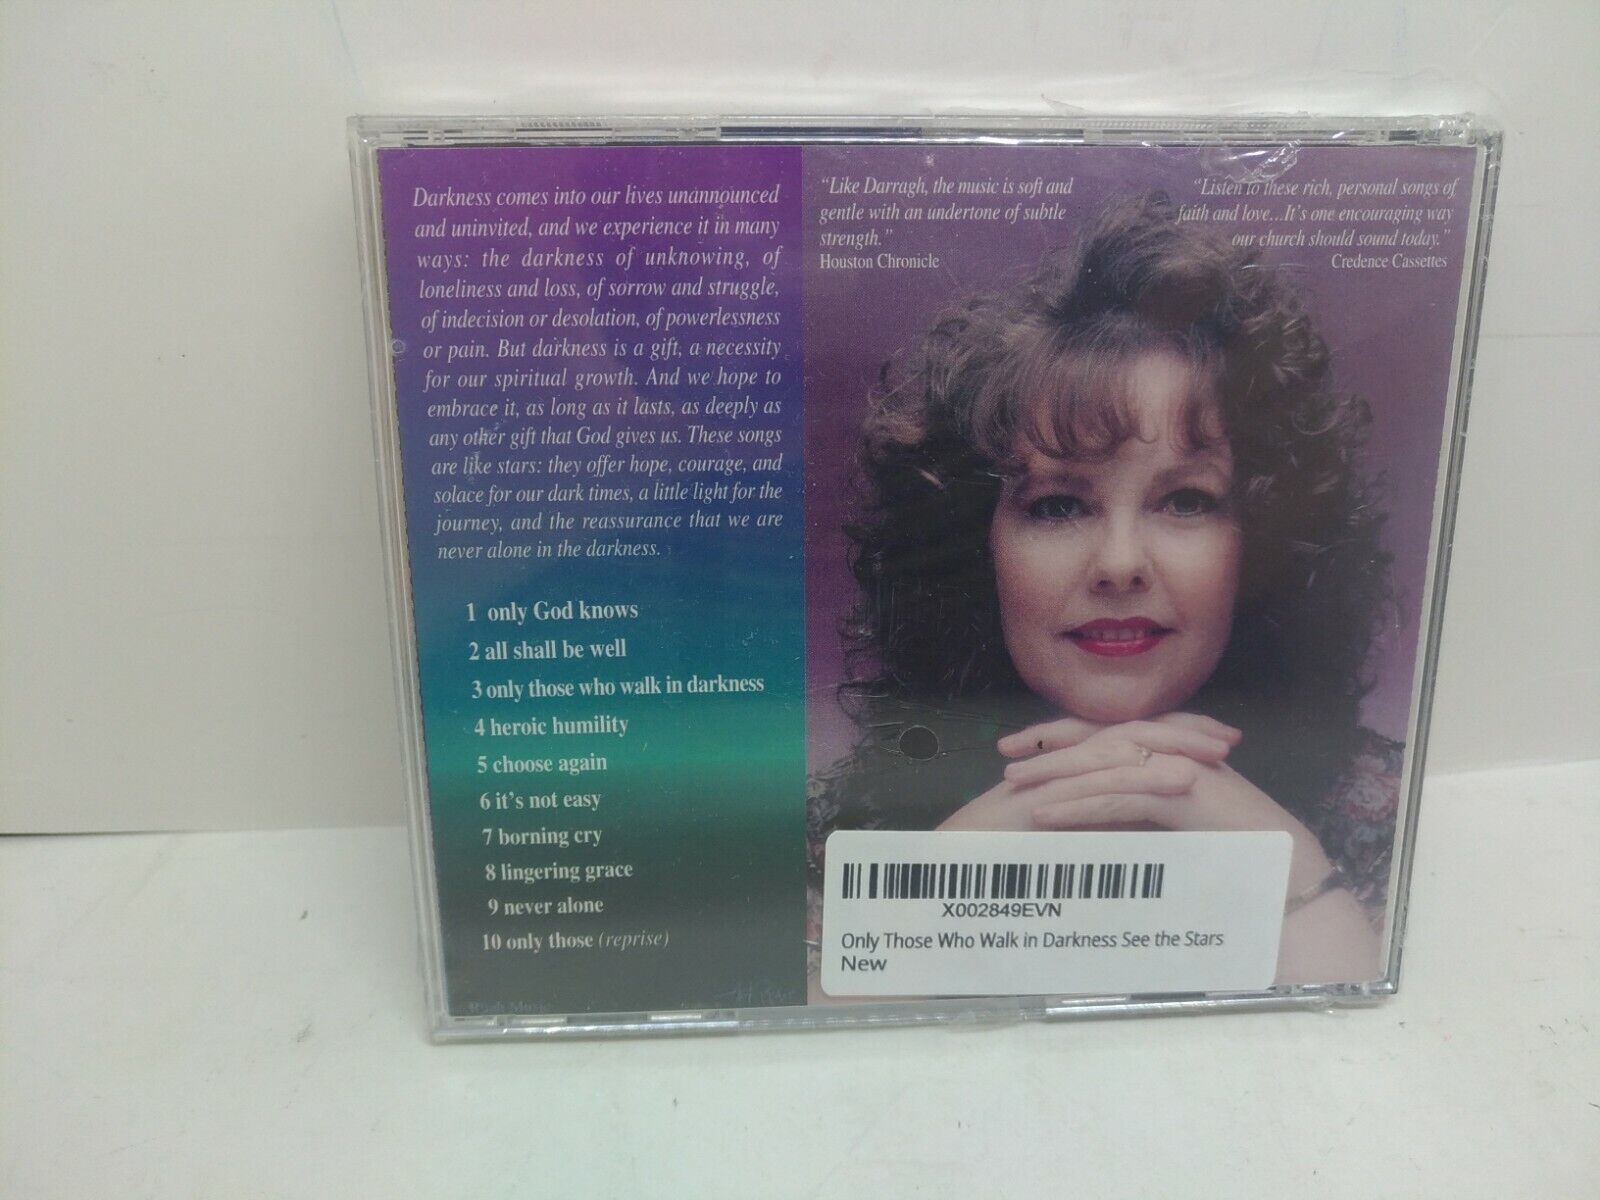 Darkness comes into our lives unannounced
and uninvited, and we experience it in many
ways: the darkness of unknowing, of
loneliness and loss, of sorrow and struggle,
of indecision or desolation, of powerlessness
or pain. But darkness is a gift, a necessity
for our spiritual growth. And we hope to
embrace it, as long as it lasts, as deeply as
any other gift that God gives us. These songs
are like stars: they offer hope, courage, and
solace for our dark times, a little light for the
journey, and the reassurance that we are
never alone in the darkness.
1 only God knows
2 all shall be well
3 only those who walk in darkness
4 heroic humility
5 choose again
6 it's not easy
7 borning cry
8 lingering grace
9 never alone
10 only those (reprise)
Music
"Like Darragh, the music is soft and
gentle with an undertone of subtle
strength."
Houston Chronicle
"Listen to these rich, personal songs of
faith and love...It's one encouraging way
our church should sound today."
Credence Cassettes
X002849EVN
Only Those Who Walk in Darkness See the Stars
New